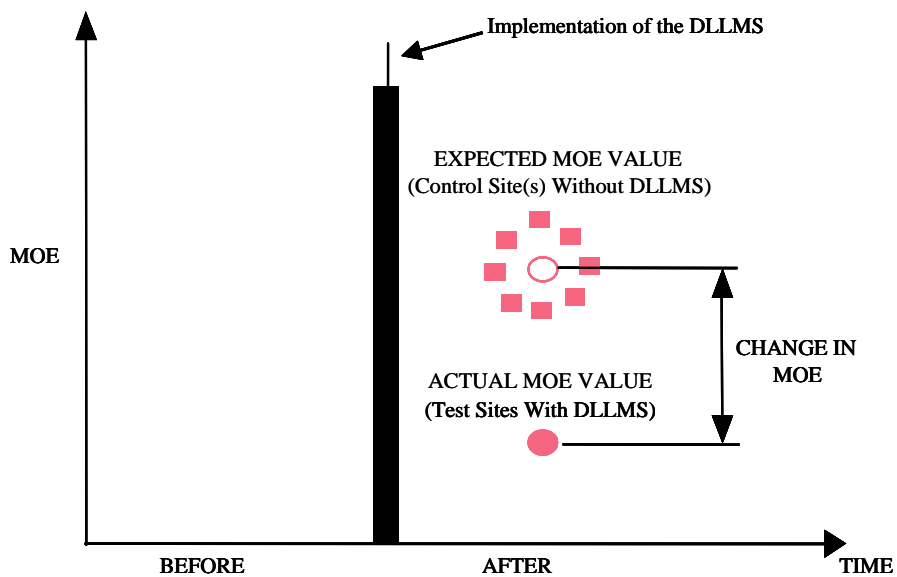 Implementation of the DLLMS
EXPECTED MOE VALUE
(Control Site(s) Without DLLMS)
MOE
CHANGE IN
MOE
ACTUAL MOE VALUE
(Test Sites With DLLMS)
BEFORE
AFTER
TIME